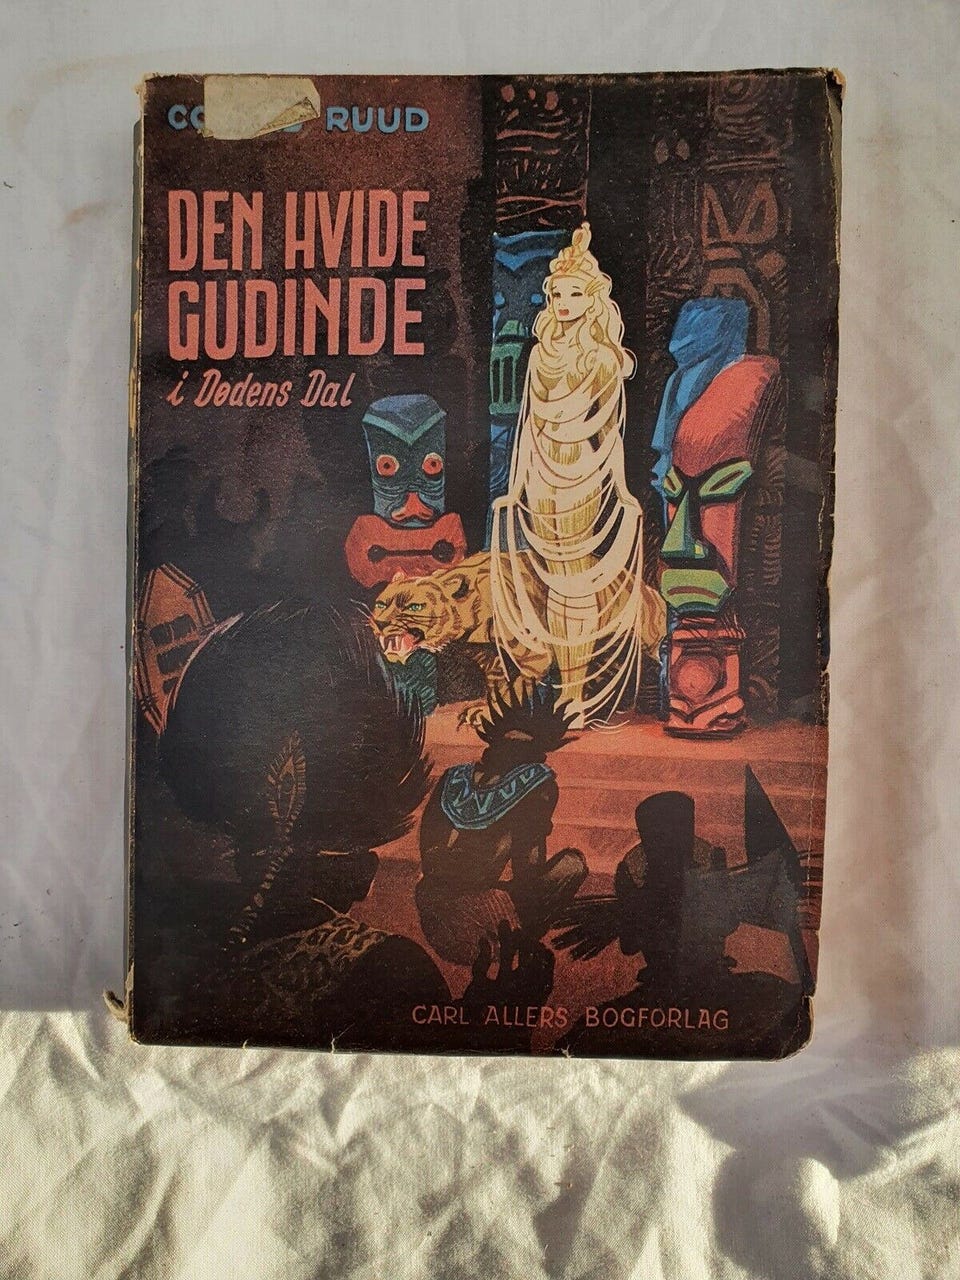 RUUD
DEN HVIDE
GUDINDE
i Dødens Dal
CARL ALLERS BOGFORLAG